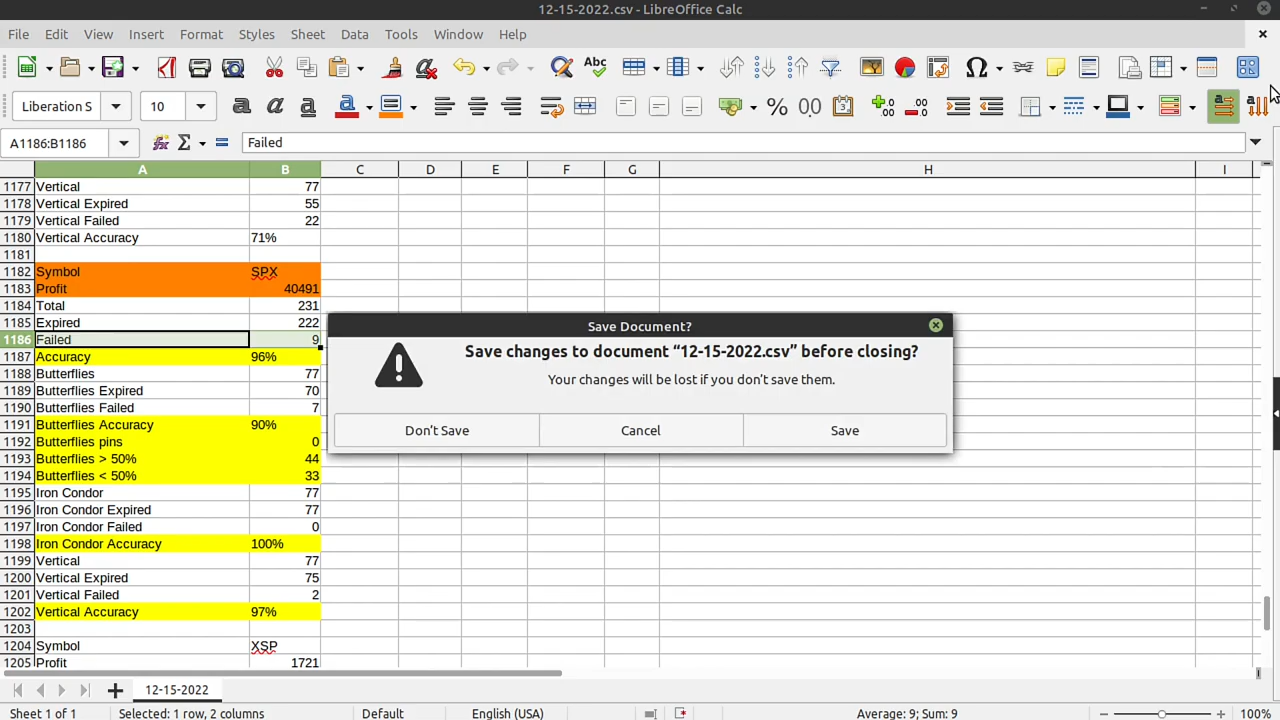 12-15-2022.csv - LibreOffice Calc
File Edit View Insert Format Styles Sheet Data Tools Window Help
Abc
Liberation S 10
A1186:B1186 Failed
A B C D E F G H I
1177 Vertical 77
1178 Vertical Expired 55
1179 Vertical Failed 22
1180 Vertical Accuracy 71%
1181
1182 Symbol SPX
1183 Profit 40491
1184 Total 231
1185 Expired 222
1186 Failed 9
1187 Accuracy 96%
1188 Butterflies 77
1189 Butterflies Expired 70
1190 Butterflies Failed 7
1191 Butterflies Accuracy 90%
1192 Butterflies pins 0
1193 Butterflies > 50% 44
1194 Butterflies < 50% 33
1195 Iron Condor 77
1196 Iron Condor Expired 77
1197 Iron Condor Failed 0
1198 Iron Condor Accuracy 100%
1199 Vertical 77
1200 Vertical Expired 75
1201 Vertical Failed 2
1202 Vertical Accuracy 97%
1203
1204 Symbol XSP
1205 Profit 1721
Save Document?
Save changes to document “12-15-2022.csv” before closing?
Your changes will be lost if you don't save them.
Don't Save Cancel Save
12-15-2022
Sheet 1 of 1 Selected: 1 row, 2 columns Default English (USA) Average: 9; Sum: 9 100%